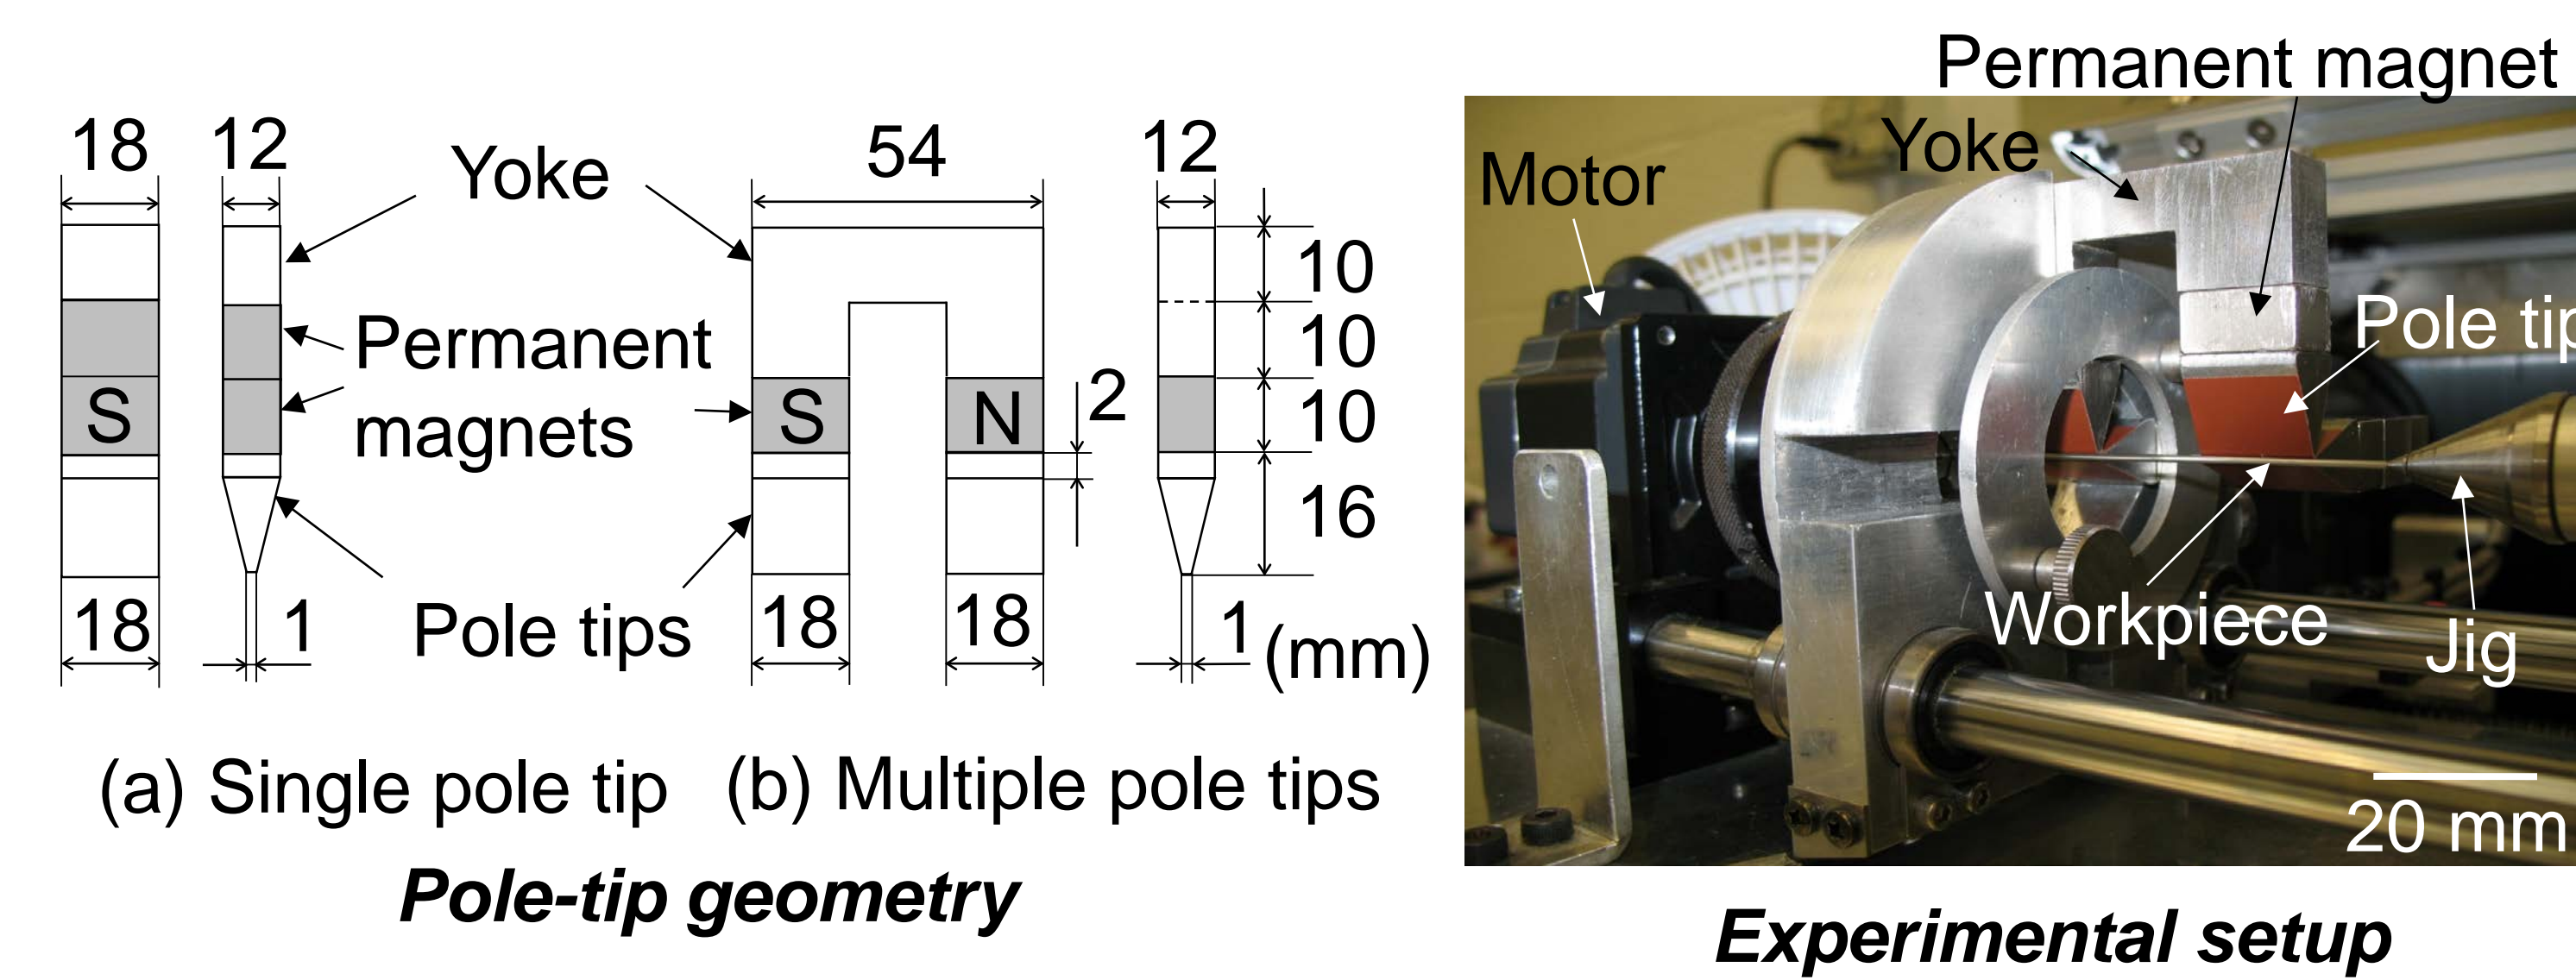 18
12
Yoke
54
12
Permanent
magnets
S
S
N
2
10
10
10
16
18
1
Pole tips
18
18
1
(mm)
(a) Single pole tip
(b) Multiple pole tips
Pole-tip geometry
Permanent magnet
Yoke
Motor
Pole tip
Workpiece
Jig
20 mm
Experimental setup